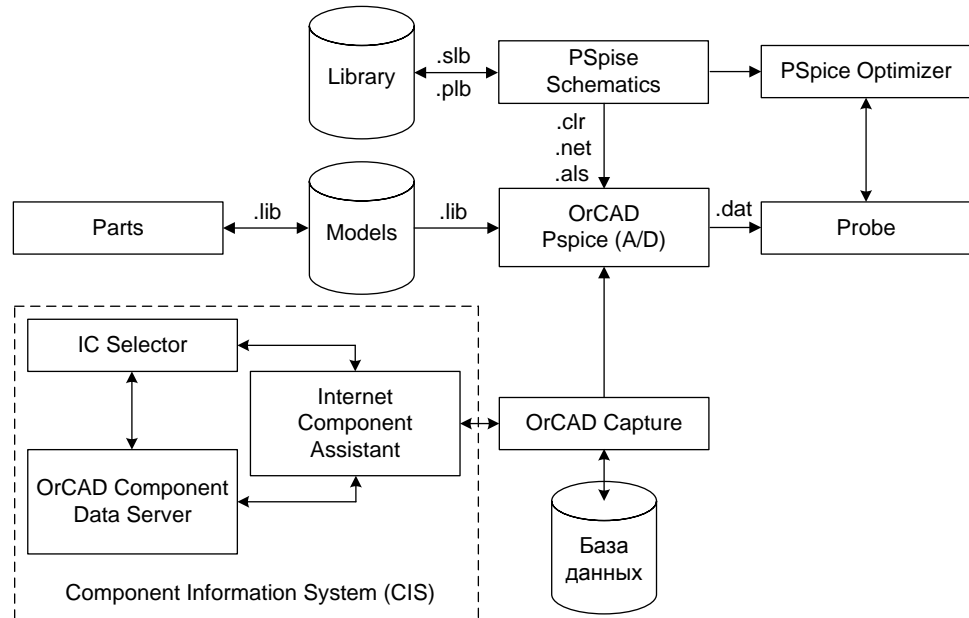 Library
.slb
.plb
PSpise
Schematics
PSpice Optimizer
.clr
.net
.als
Parts
.lib
Models
.lib
OrCAD
Pspice (A/D)
.dat
Probe
IC Selector
Internet
Component
Assistant
OrCAD Capture
OrCAD Component
Data Server
База
данных
Component Information System (CIS)